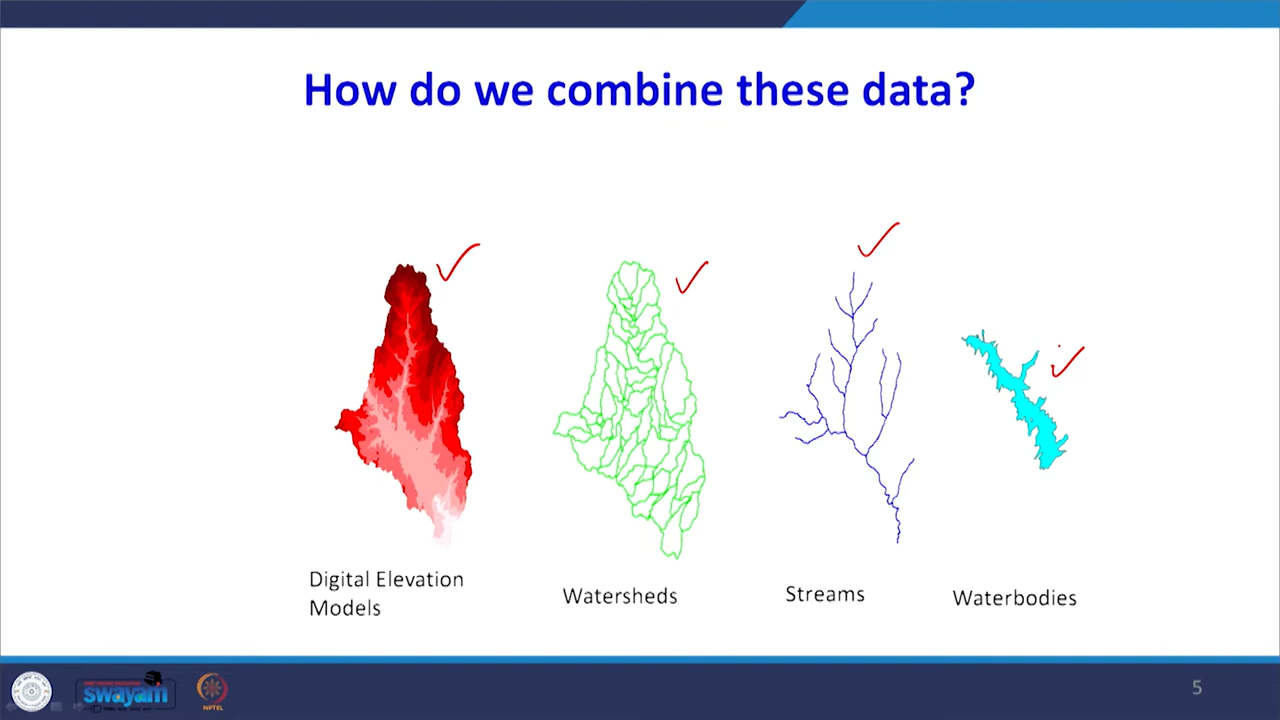 How do we combine these data?
Digital Elevation
Models
Watersheds
Streams
Waterbodies
swayam
NPTEL
5